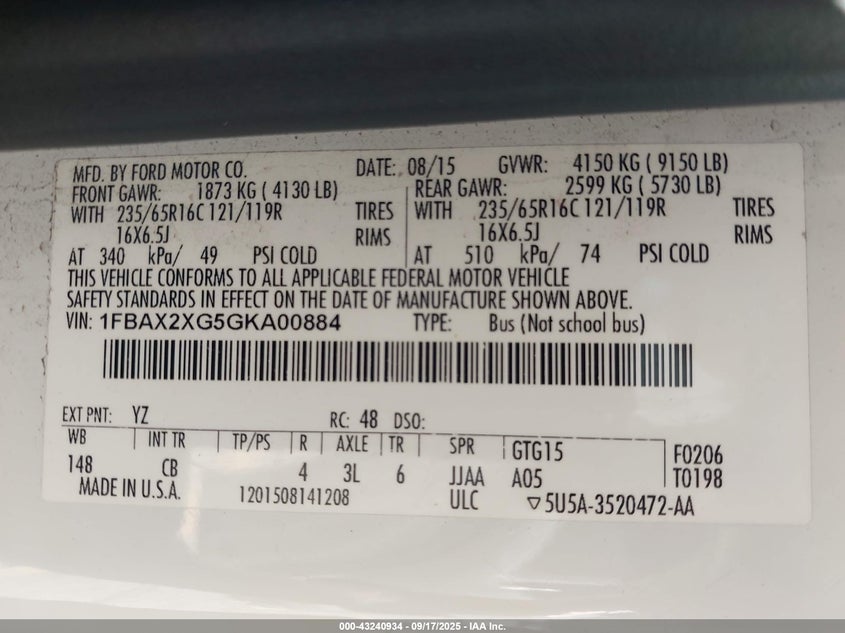 MFD. BY FORD MOTOR CO. DATE: 08/15 GVWR: 4150 KG ( 9150 LB)
FRONT GAWR: 1873 KG ( 4130 LB) REAR GAWR: 2599 KG ( 5730 LB)
WITH 235/65R16C 121/119R TIRES WITH 235/65R16C 121/119R TIRES
16X6.5J RIMS 16X6.5J RIMS
AT 340 kPa/ 49 PSI COLD AT 510 kPa/ 74 PSI COLD
THIS VEHICLE CONFORMS TO ALL APPLICABLE FEDERAL MOTOR VEHICLE
SAFETY STANDARDS IN EFFECT ON THE DATE OF MANUFACTURE SHOWN ABOVE.
VIN: 1FBAX2XG5GKA00884 TYPE: Bus (Not school bus)
EXT PNT: YZ RC: 48 DSO:
WB INT TR TP/PS R AXLE TR SPR GTG15 F0206
148 CB 4 3L 6 JJAA A05 T0198
MADE IN U.S.A. 1201508141208 ULC ▽5U5A-3520472-AA
000-43240934 - 09/17/2025 - IAA Inc.